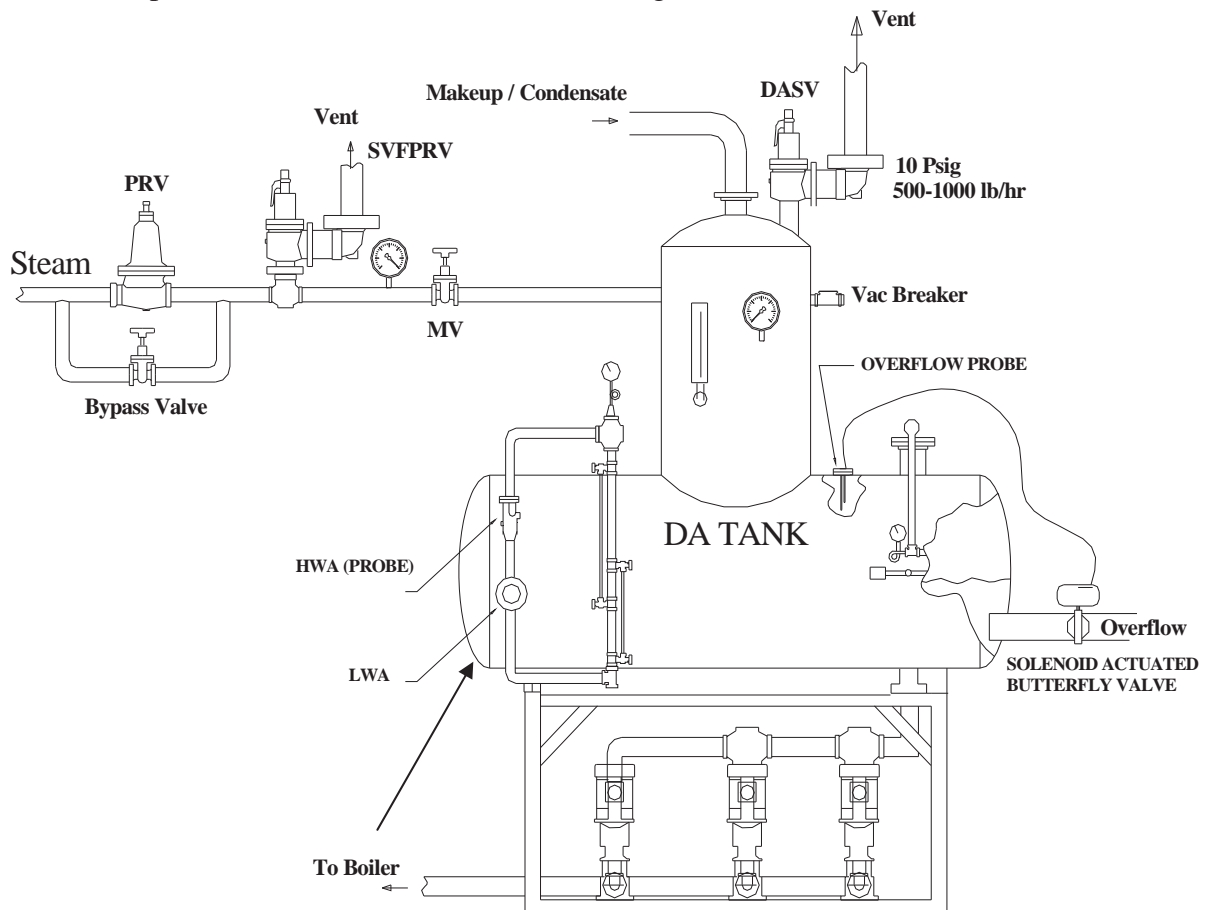 Vent
DASV
Makeup / Condensate
Vent
SVFPRV
10 Psig
500-1000 lb/hr
PRV
Steam
MV
Vac Breaker
OVERFLOW PROBE
Bypass Valve
DA TANK
HWA (PROBE)
LWA
Overflow
SOLENOID ACTUATED
BUTTERFLY VALVE
To Boiler